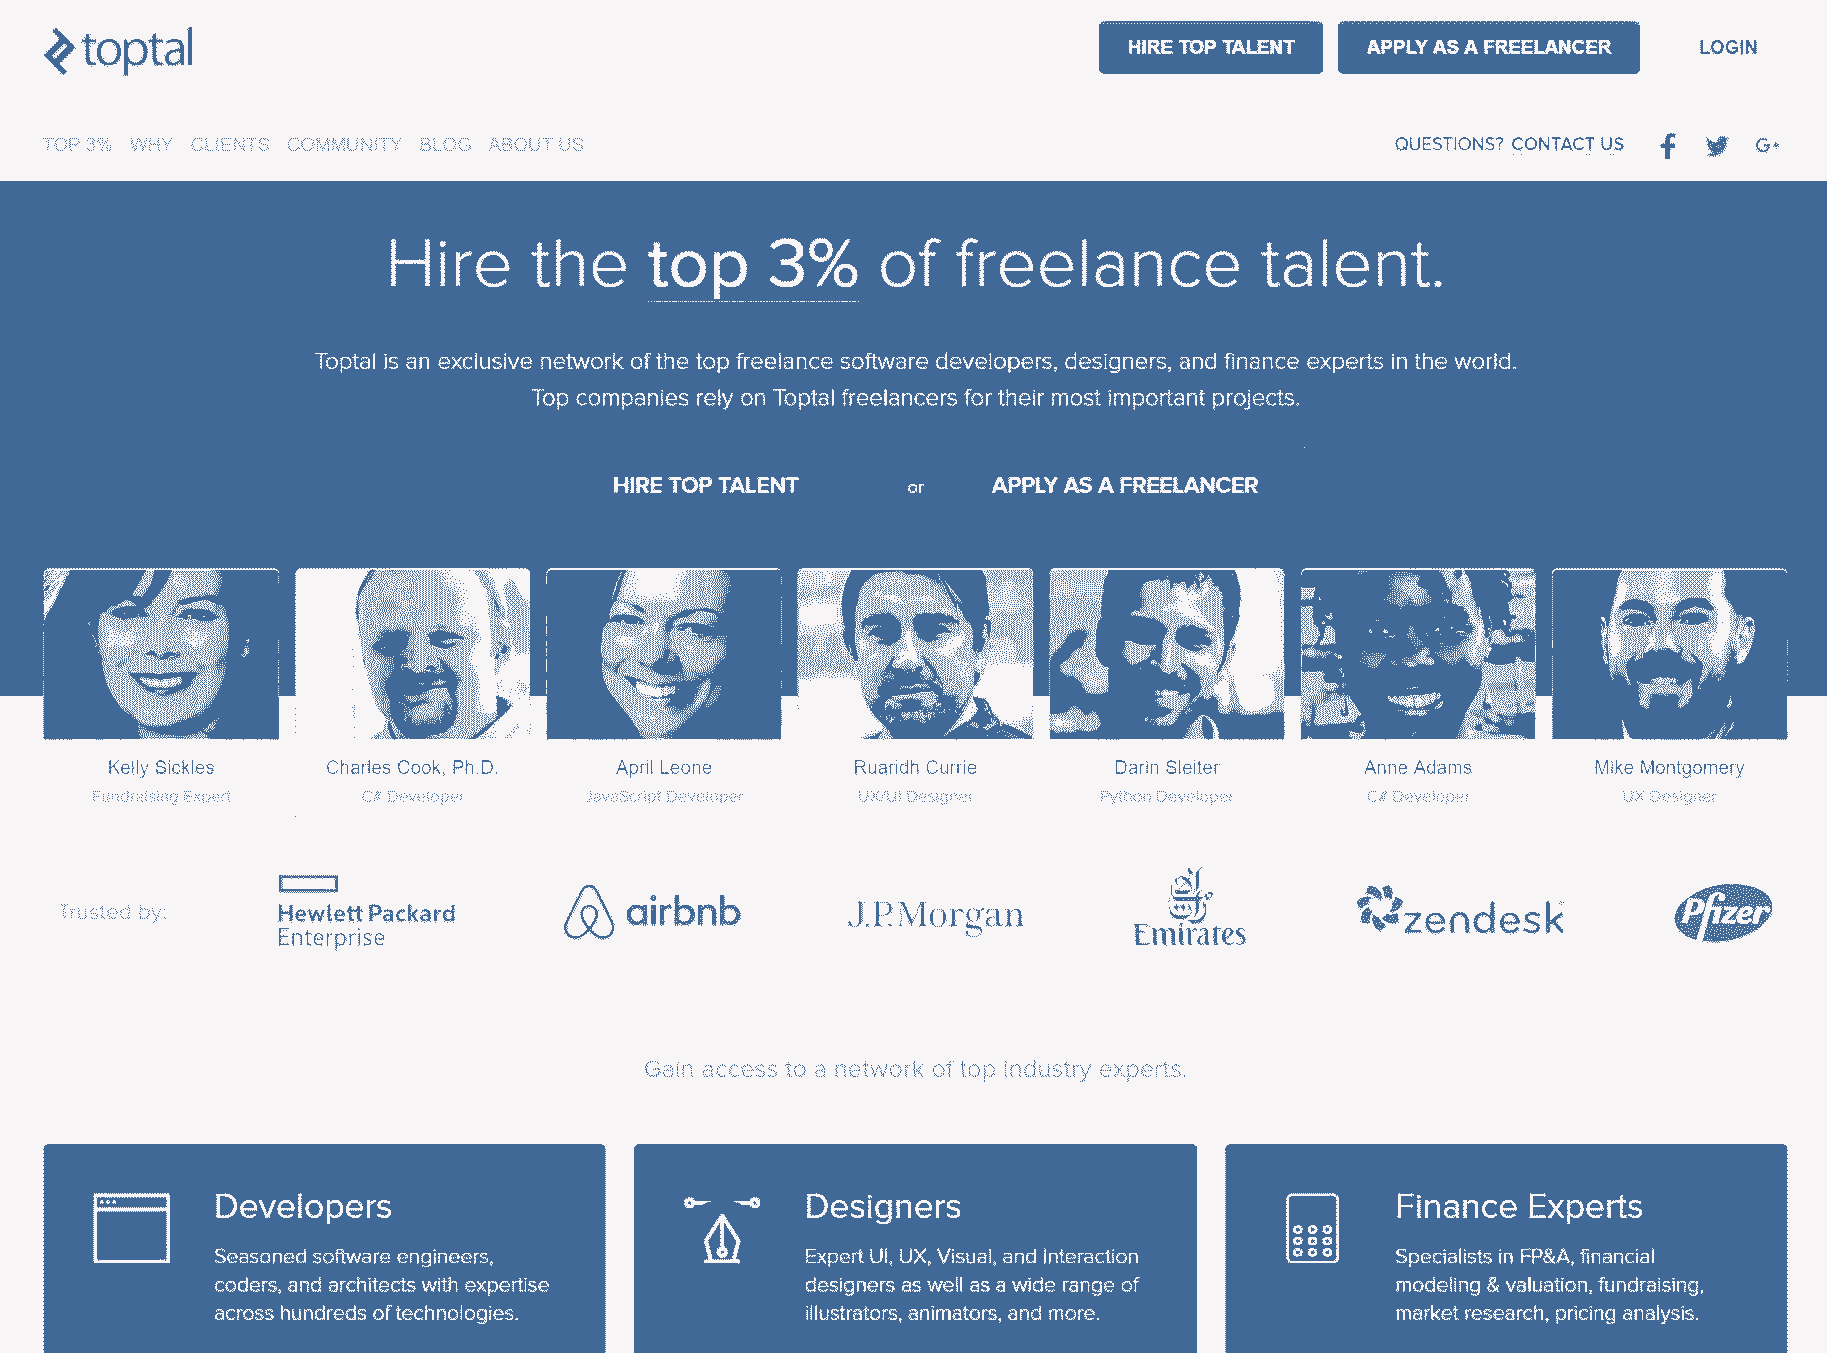 toptal
HIRE TOP TALENT
APPLY AS A FREELANCER
LOGIN
TOP 3% WHY CLIENTS COMMUNITY BLOG ABOUT US
QUESTIONS? CONTACT US
G+
Hire the top 3% of freelance talent.
Toptal is an exclusive network of the top freelance software developers, designers, and finance experts in the world.
Top companies rely on Toptal freelancers for their most important projects.
HIRE TOP TALENT or APPLY AS A FREELANCER
Kelly Sickles
Fundraising Expert
Charles Cook, Ph.D.
C# Developer
April Leone
JavaScript Developer
Ruaridh Currie
UX/UI Designer
Darin Sleiter
Python Developer
Anne Adams
C# Developer
Mike Montgomery
UX Designer
Trusted by:
Hewlett Packard
Enterprise
airbnb
J.P.Morgan
Emirates
zendesk
Pfizer
Gain access to a network of top industry experts.
Developers
Seasoned software engineers,
coders, and architects with expertise
across hundreds of technologies.
Designers
Expert UI, UX, Visual, and Interaction
designers as well as a wide range of
illustrators, animators, and more.
Finance Experts
Specialists in FP&A, financial
modeling & valuation, fundraising,
market research, pricing analysis.